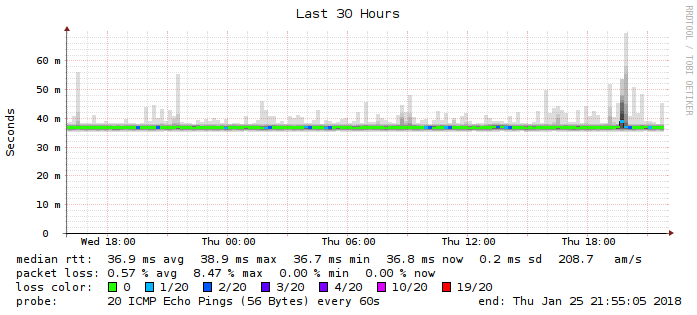 Last 30 Hours
RRDTOOL / TOBI OETIKER
Seconds
60 m
50 m
40 m
30 m
20 m
10 m
0
Wed 18:00 Thu 00:00 Thu 06:00 Thu 12:00 Thu 18:00
median rtt: 36.9 ms avg 38.9 ms max 36.7 ms min 36.8 ms now 0.2 ms sd 208.7 am/s
packet loss: 0.57 % avg 8.47 % max 0.00 % min 0.00 % now
loss color: 0 1/20 2/20 3/20 4/20 10/20 19/20
probe: 20 ICMP Echo Pings (56 Bytes) every 60s end: Thu Jan 25 21:55:05 2018